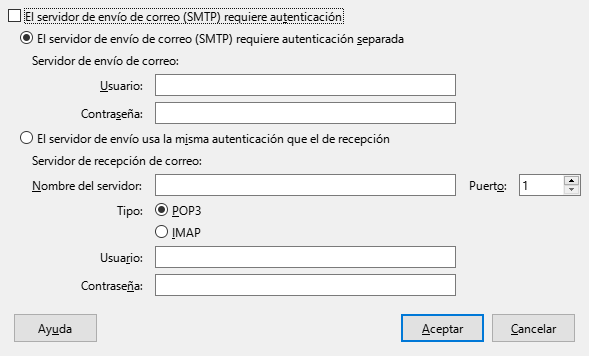 El servidor de envío de correo (SMTP) requiere autenticación
El servidor de envío de correo (SMTP) requiere autenticación separada
Servidor de envío de correo:
Usuario:
Contraseña:
El servidor de envío usa la misma autenticación que el de recepción
Servidor de recepción de correo:
Nombre del servidor: Puerto: 1
Tipo: POP3
IMAP
Usuario:
Contraseña:
Ayuda Aceptar Cancelar